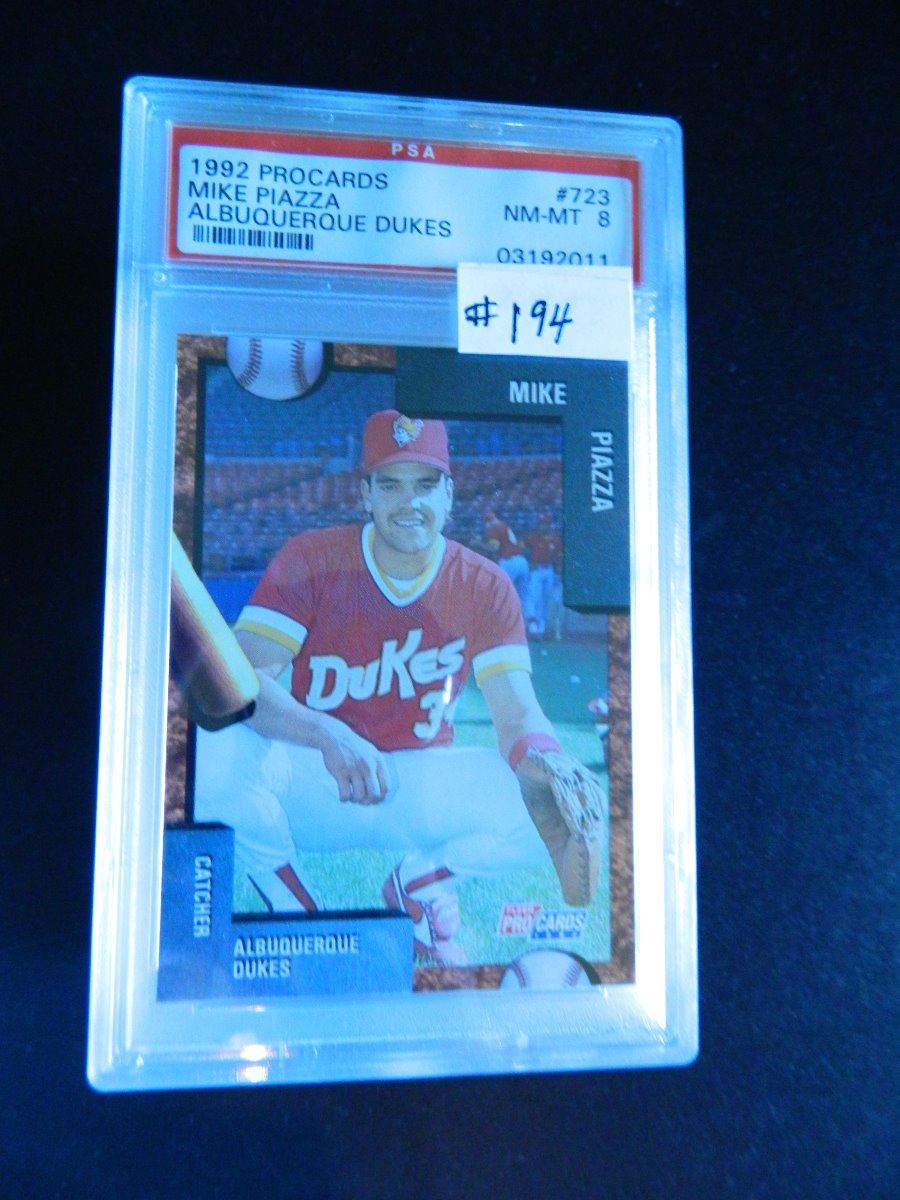 PSA
1992 PROCARDS
#723
MIKE PIAZZA
NM-MT 8
ALBUQUERQUE DUKES
03192011
#194
MIKE
PIAZZA
DUKES
CATCHER
ALBUQUERQUE
DUKES
PRO CARDS